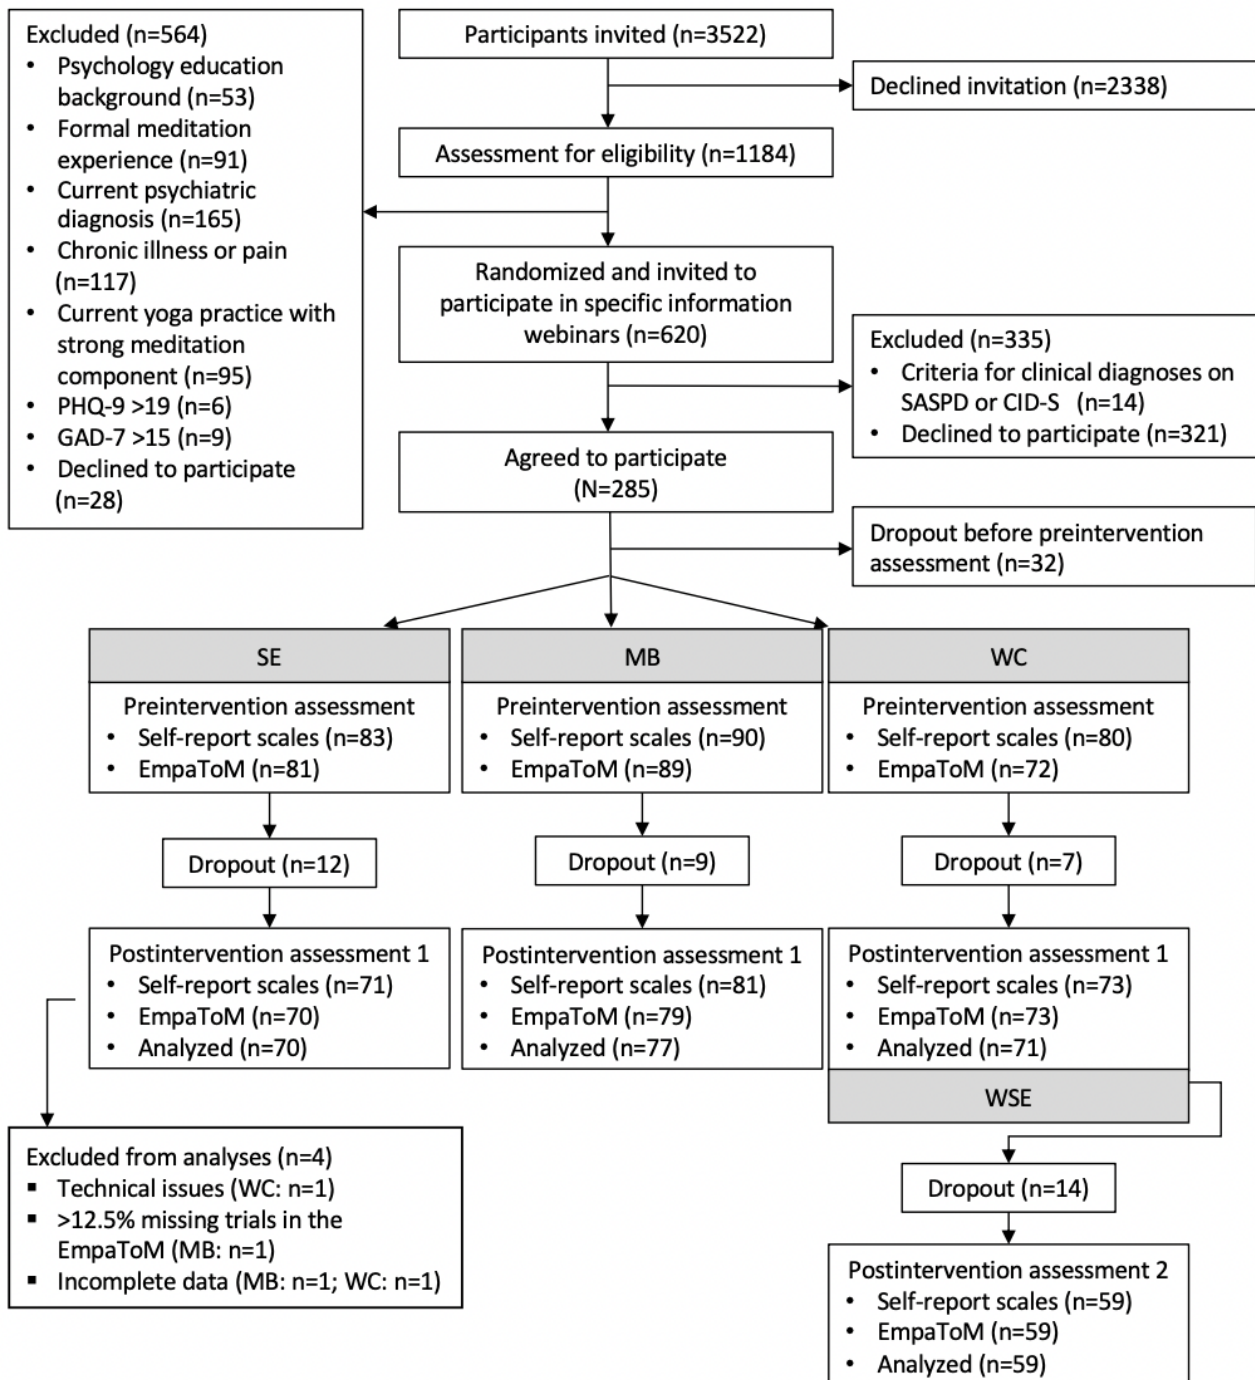 Participants invited (n=3522)
Declined invitation (n=2338)
Assessment for eligibility (n=1184)
Excluded (n=564)
• Psychology education
background (n=53)
• Formal meditation
experience (n=91)
• Current psychiatric
diagnosis (n=165)
• Chronic illness or pain
(n=117)
• Current yoga practice with
strong meditation
component (n=95)
• PHQ-9 >19 (n=6)
• GAD-7 >15 (n=9)
• Declined to participate
(n=28)
Randomized and invited to
participate in specific information
webinars (n=620)
Excluded (n=335)
• Criteria for clinical diagnoses on
SASPD or CID-S (n=14)
• Declined to participate (n=321)
Agreed to participate
(N=285)
Dropout before preintervention
assessment (n=32)
SE
Preintervention assessment
• Self-report scales (n=83)
• EmpaToM (n=81)
Dropout (n=12)
Postintervention assessment 1
• Self-report scales (n=71)
• EmpaToM (n=70)
• Analyzed (n=70)
MB
Preintervention assessment
• Self-report scales (n=90)
• EmpaToM (n=89)
Dropout (n=9)
Postintervention assessment 1
• Self-report scales (n=81)
• EmpaToM (n=79)
• Analyzed (n=77)
WC
Preintervention assessment
• Self-report scales (n=80)
• EmpaToM (n=72)
Dropout (n=7)
Postintervention assessment 1
• Self-report scales (n=73)
• EmpaToM (n=73)
• Analyzed (n=71)
WSE
Dropout (n=14)
Postintervention assessment 2
• Self-report scales (n=59)
• EmpaToM (n=59)
• Analyzed (n=59)
Excluded from analyses (n=4)
▪ Technical issues (WC: n=1)
▪ >12.5% missing trials in the
EmpaToM (MB: n=1)
▪ Incomplete data (MB: n=1; WC: n=1)